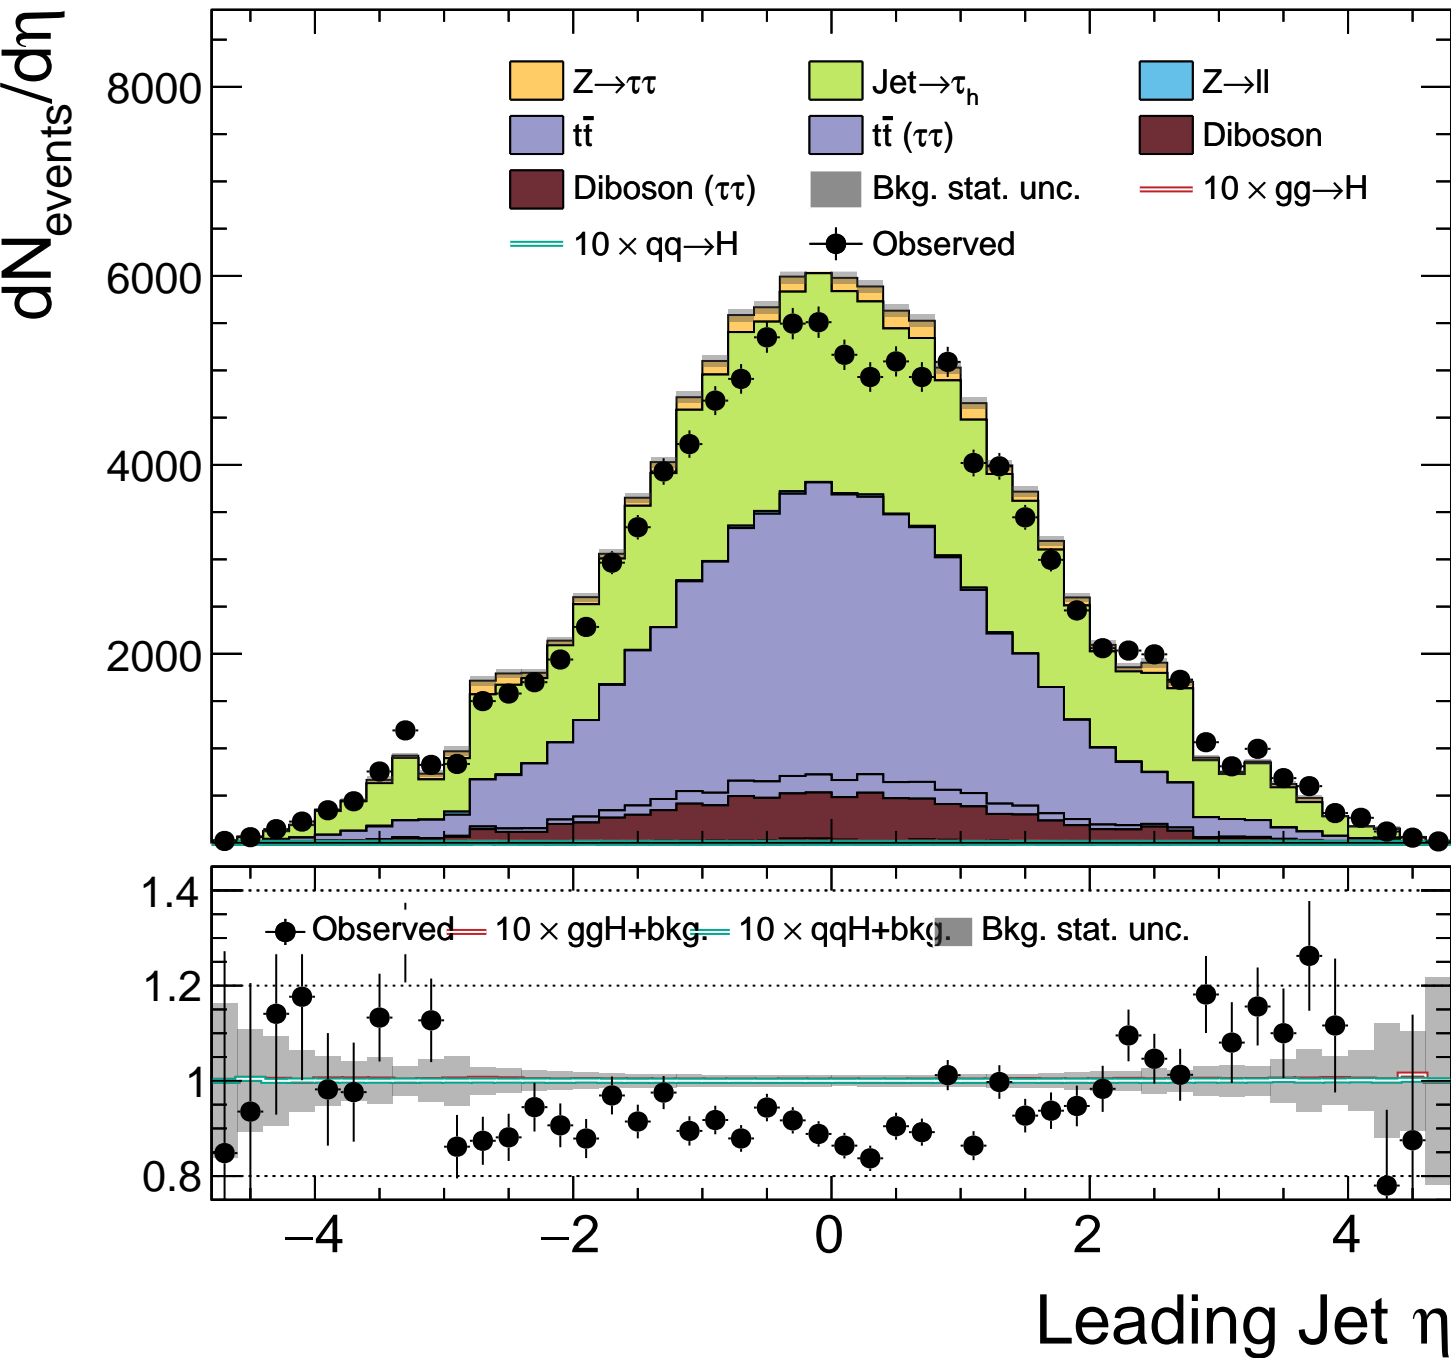 dN_events/dη
8000
6000
4000
2000
Z→ττ Jet→τ_h Z→ll
tt̄ tt̄ (ττ) Diboson
Diboson (ττ) Bkg. stat. unc. 10 × gg→H
10 × qq→H Observed
1.4
1.2
1
0.8
Observed 10 × ggH+bkg. 10 × qqH+bkg. Bkg. stat. unc.
−4 −2 0 2 4
Leading Jet η